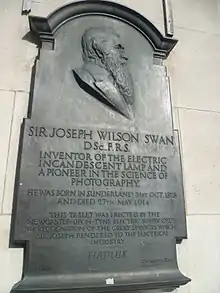 SIR JOSEPH WILSON SWAN
D.Sc. F.R.S.
INVENTOR OF THE ELECTRIC
INCANDESCENT LAMP AND
A PIONEER IN THE SCIENCE OF
PHOTOGRAPHY.
HE WAS BORN IN SUNDERLAND 31ST OCT. 1828
AND DIED 27TH MAY 1914
THIS TABLET WAS ERECTED BY THE
NEWCASTLE-UPON-TYNE ELECTRIC
IN RECOGNITION OF THE GREAT SERVICES WHICH
SIR JOSEPH RENDERED TO THE ELECTRICAL
INDUSTRY